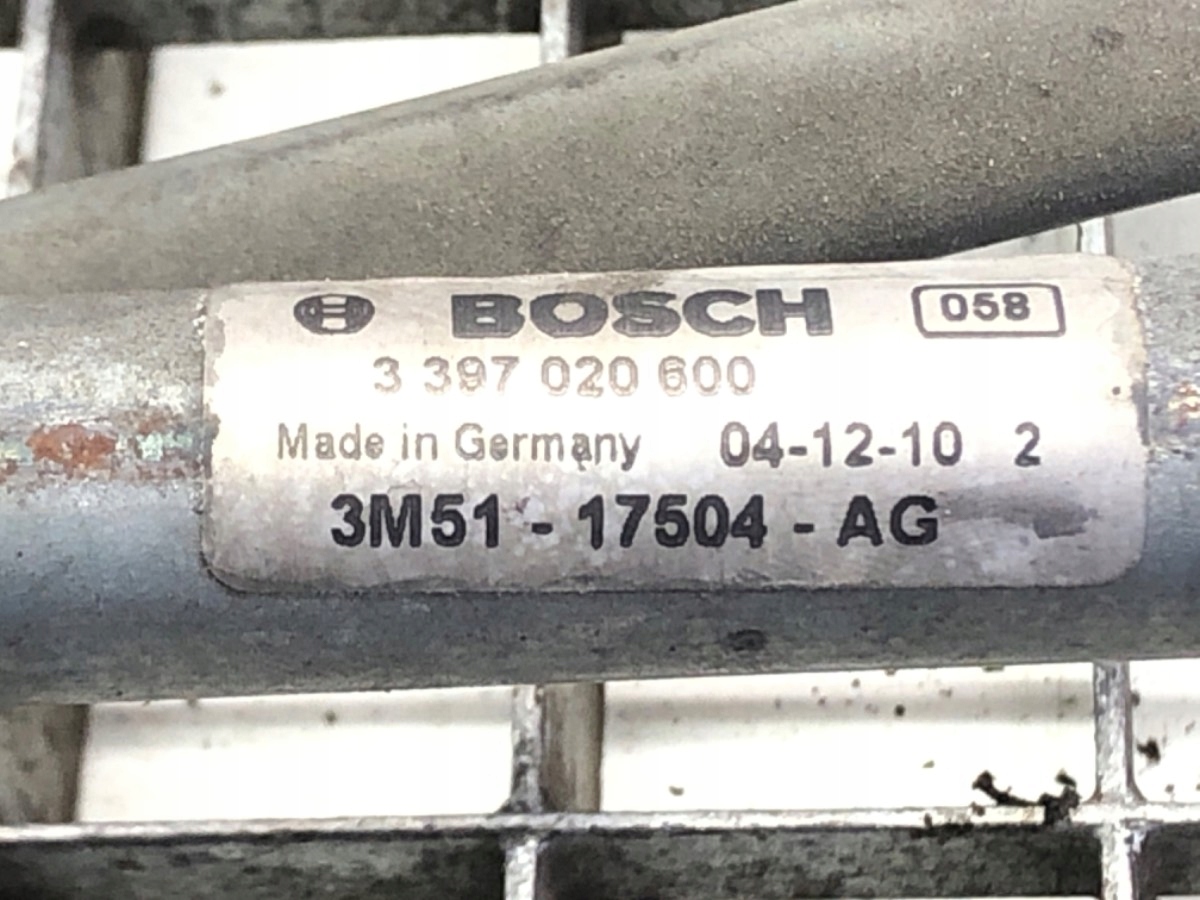 BOSCH 058
3 397 020 600
Made in Germany 04-12-10 2
3M51 - 17504 - AG